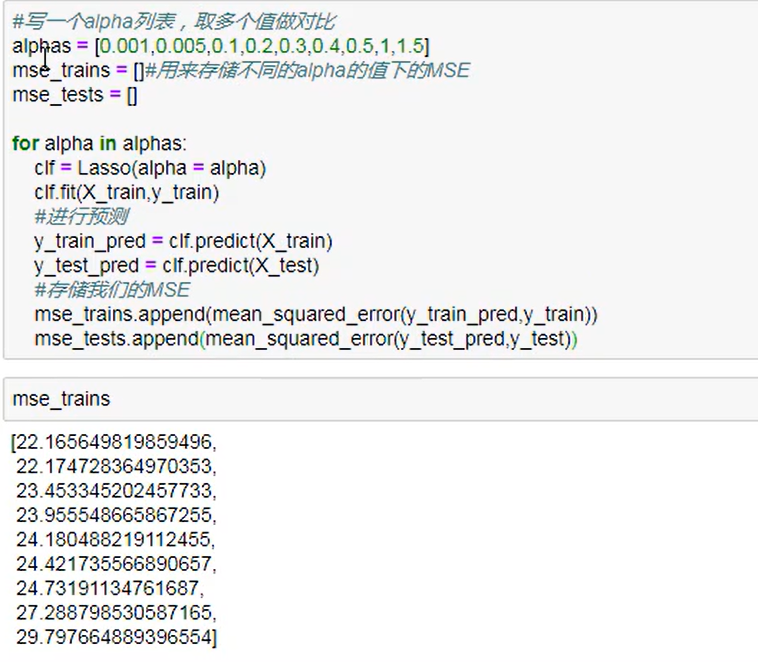 #写一个alpha列表，取多个值做对比
alphas = [0.001,0.005,0.1,0.2,0.3,0.4,0.5,1,1.5]
mse_trains = []#用来存储不同的alpha的值下的MSE
mse_tests = []
for alpha in alphas:
clf = Lasso(alpha = alpha)
clf.fit(X_train,y_train)
#进行预测
y_train_pred = clf.predict(X_train)
y_test_pred = clf.predict(X_test)
#存储我们的MSE
mse_trains.append(mean_squared_error(y_train_pred,y_train))
mse_tests.append(mean_squared_error(y_test_pred,y_test))
mse_trains
[22.165649819859496,
22.174728364970353,
23.453345202457733,
23.955548665867255,
24.180488219112455,
24.421735566890657,
24.73191134761687,
27.288798530587165,
29.797664889396554]